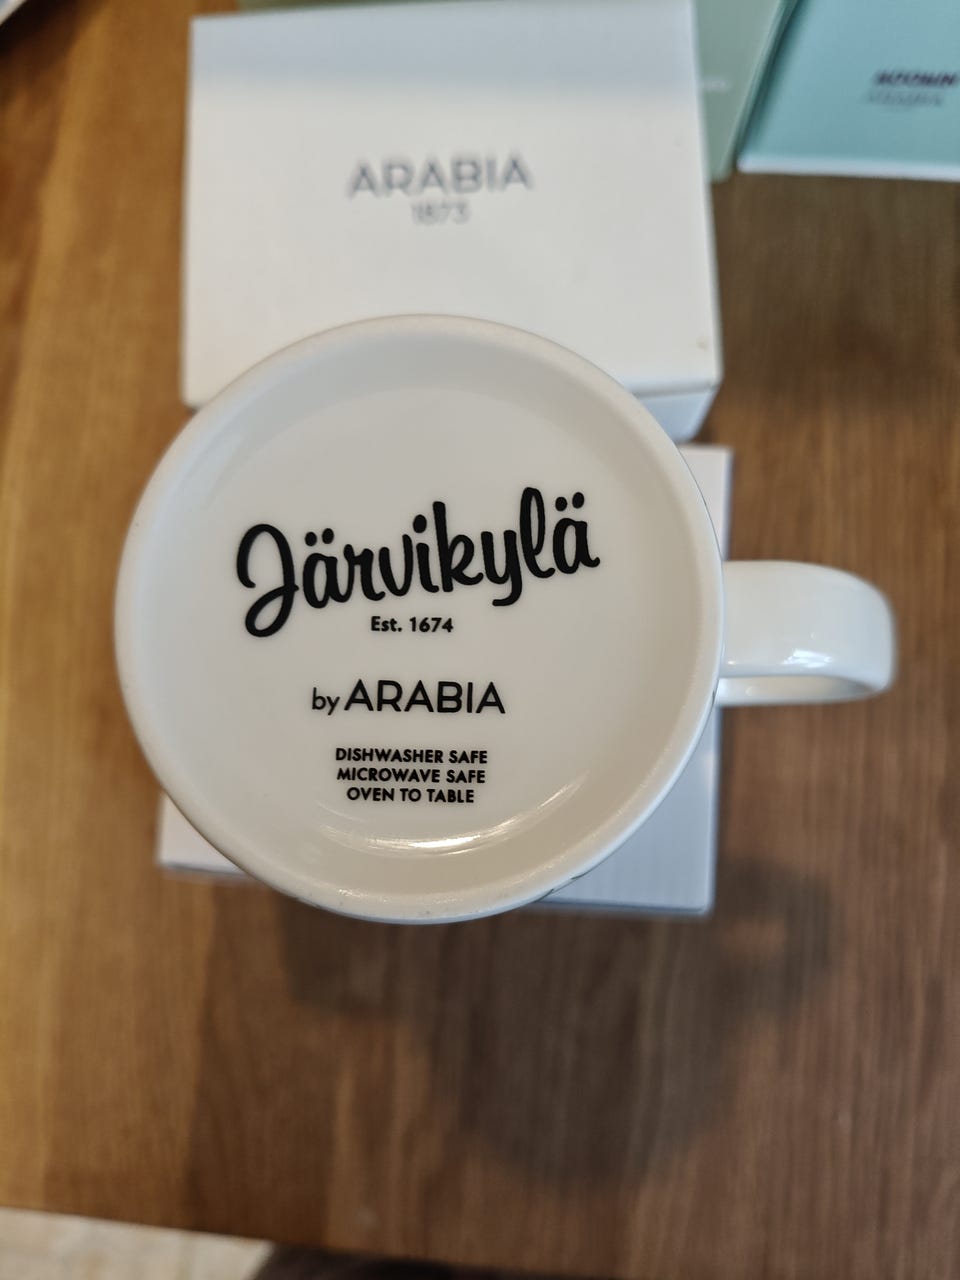 ARABIA
1873
Järvikylä
Est. 1674
by ARABIA
DISHWASHER SAFE
MICROWAVE SAFE
OVEN TO TABLE